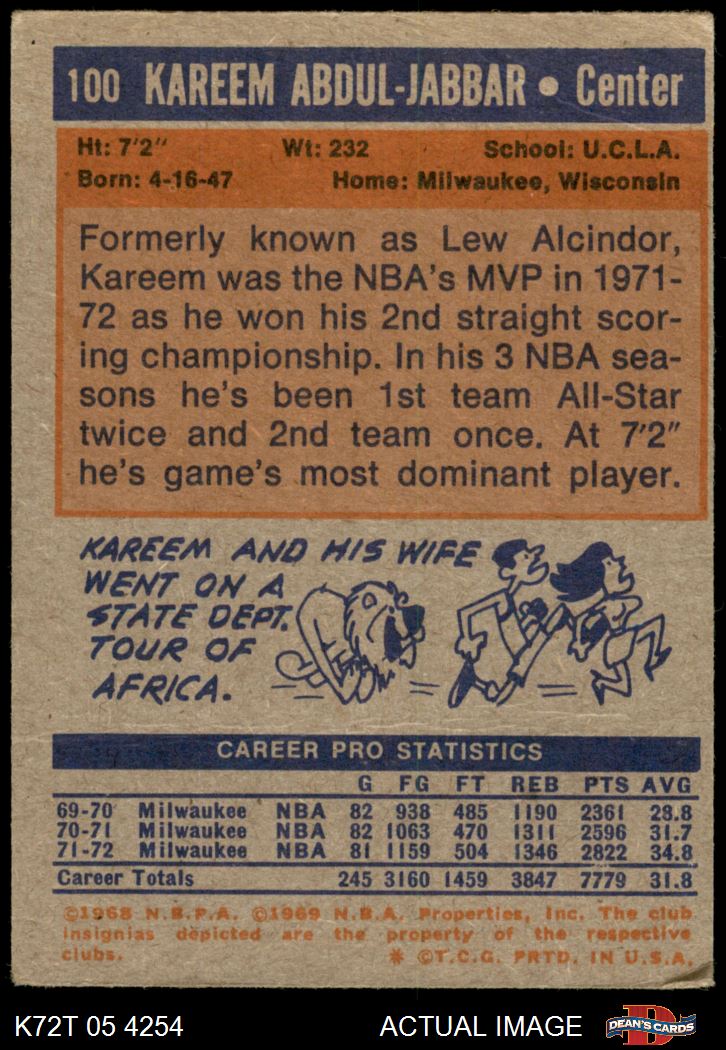 100 KAREEM ABDUL-JABBAR • Center
Ht: 7'2" Wt: 232 School: U.C.L.A.
Born: 4-16-47 Home: Milwaukee, Wisconsin
Formerly known as Lew Alcindor,
Kareem was the NBA's MVP in 1971-
72 as he won his 2nd straight scor-
ing championship. In his 3 NBA sea-
sons he's been 1st team All-Star
twice and 2nd team once. At 7'2"
he's game's most dominant player.
KAREEM AND HIS WIFE
WENT ON A
STATE DEPT.
TOUR OF
AFRICA.
CAREER PRO STATISTICS
G FG FT REB PTS AVG
69-70 Milwaukee NBA 82 938 485 1190 2361 28.8
70-71 Milwaukee NBA 82 1063 470 1311 2596 31.7
71-72 Milwaukee NBA 81 1159 504 1346 2822 34.8
Career Totals 245 3160 1459 3847 7779 31.8
©1968 N.B.P.A. ©1969 N.B.A. Properties, Inc. The club
insignias depicted are the property of the respective
clubs. * ©T.C.G. PRTD. IN U.S.A.
K72T 05 4254 ACTUAL IMAGE DEAN'S CARDS